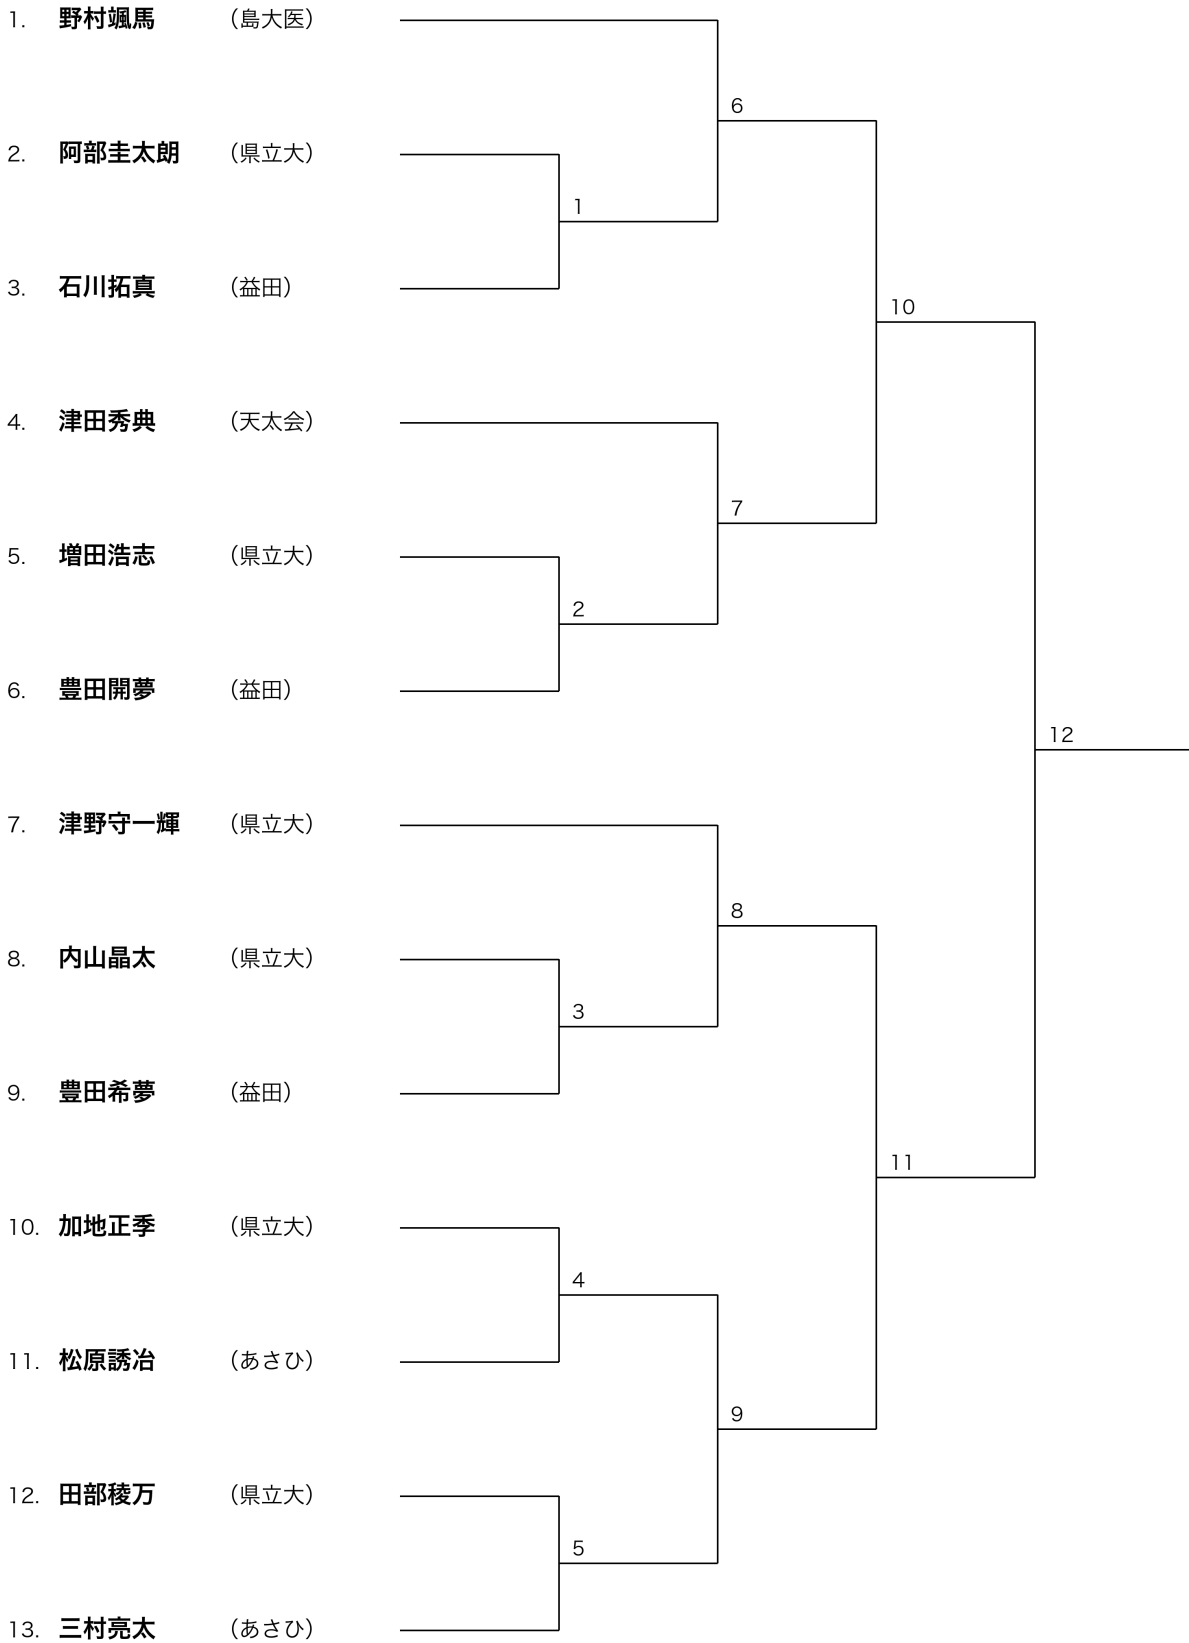 1. 野村颯馬 （島大医）
6
2. 阿部圭太朗 （県立大）
1
3. 石川拓真 （益田）
10
4. 津田秀典 （天太会）
7
5. 増田浩志 （県立大）
2
6. 豊田開夢 （益田）
12
7. 津野守一輝 （県立大）
8
8. 内山晶太 （県立大）
3
9. 豊田希夢 （益田）
11
10. 加地正季 （県立大）
4
11. 松原誘冶 （あさひ）
9
12. 田部稜万 （県立大）
5
13. 三村亮太 （あさひ）